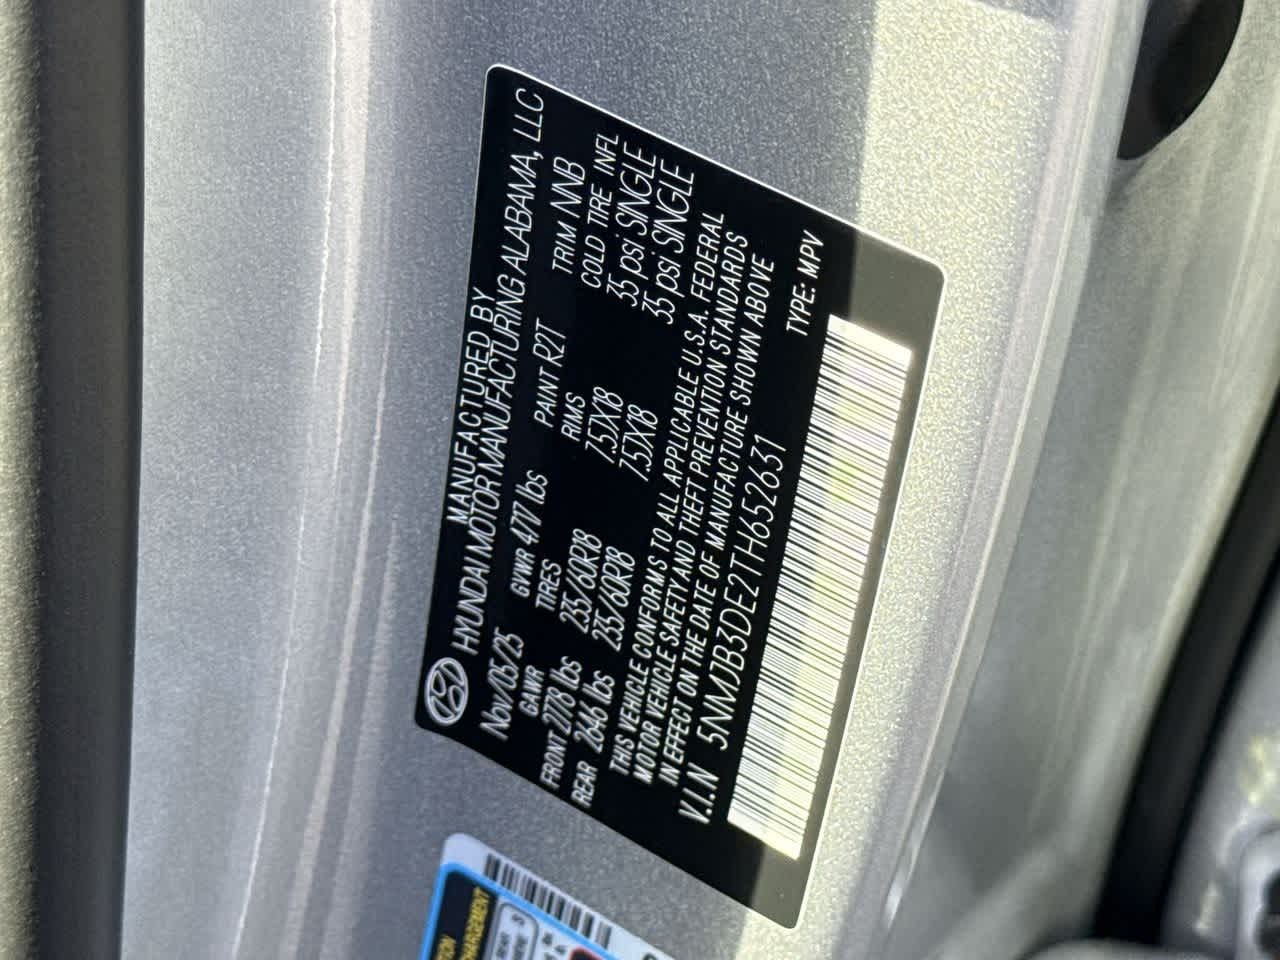 MANUFACTURED BY
HYUNDAI MOTOR MANUFACTURING ALABAMA, LLC
Nov/05/25 GVWR 4717 lbs PAINT R2T TRIM NNB
GAWR TIRES RMS COLD TIRE INFL
FRONT 2178 lbs 235/60R18 7.5JX18 35 psi SINGLE
REAR 2646 lbs 235/60R18 7.5JX18 35 psi SINGLE
THIS VEHICLE CONFORMS TO ALL APPLICABLE U.S.A. FEDERAL
MOTOR VEHICLE SAFETY AND THEFT PREVENTION STANDARDS
IN EFFECT ON THE DATE OF MANUFACTURE SHOWN ABOVE
V.I.N 5NMJB3DE2TH652631 TYPE: MPV